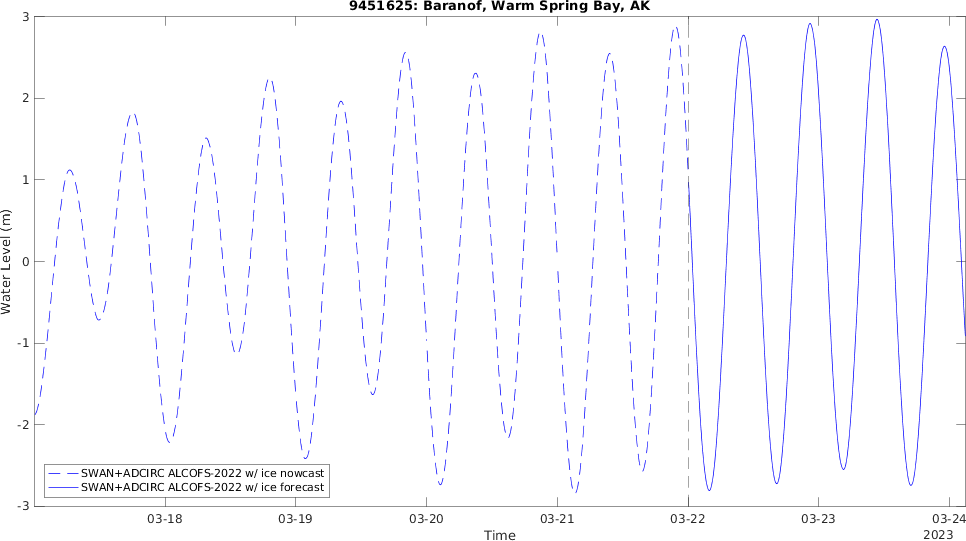 9451625: Baranof, Warm Spring Bay, AK
3
2
1
0
-1
-2
-3
Water Level (m)
SWAN+ADCIRC ALCOFS-2022 w/ ice nowcast
SWAN+ADCIRC ALCOFS-2022 w/ ice forecast
03-18 03-19 03-20 03-21 03-22 03-23 03-24
Time
2023